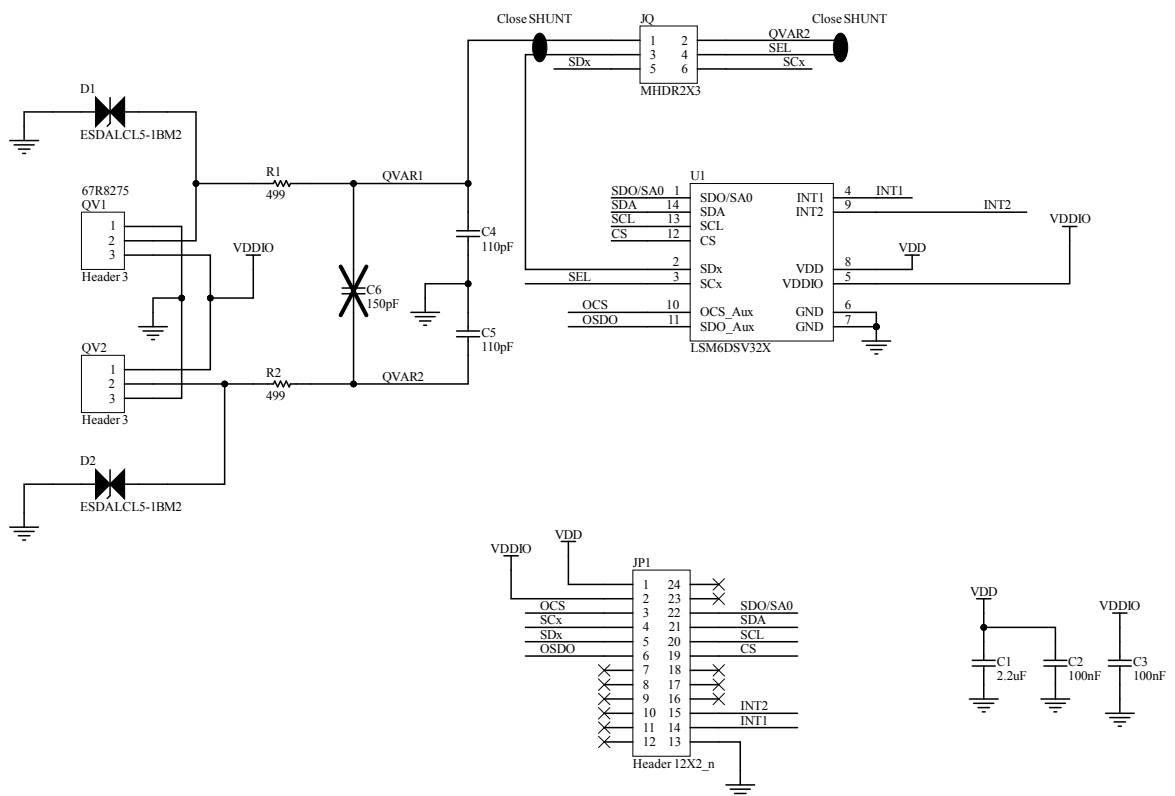 Close SHUNT
JQ
Close SHUNT
1 2 QVAR2
3 4 SEL
SDx 5 6 SCx
MHDR2X3
D1
ESDALCL5-1BM2
67R8275
QV1
1
2
3
Header 3
VDDIO
R1
499
QVAR1
C4
110pF
C6
150pF
C5
110pF
QV2
1
2
3
Header 3
R2
499
QVAR2
D2
ESDALCL5-1BM2
U1
SDO/SA0 1 SDO/SA0 INT1 4 INT1
SDA 14 SDA INT2 9 INT2
SCL 13 SCL
CS 12 CS
VDDIO
VDD
2 SDx VDD 8
SEL 3 SCx VDDIO 5
OCS 10 OCS_Aux GND 6
OSDO 11 SDO_Aux GND 7
LSM6DSV32X
VDD
VDDIO
JP1
1 24
2 23
OCS 3 22 SDO/SA0
SCx 4 21 SDA
SDx 5 20 SCL
OSDO 6 19 CS
7 18
8 17
9 16
10 15 INT2
11 14 INT1
12 13
Header 12X2_n
VDD
C1
2.2uF
C2
100nF
VDDIO
C3
100nF